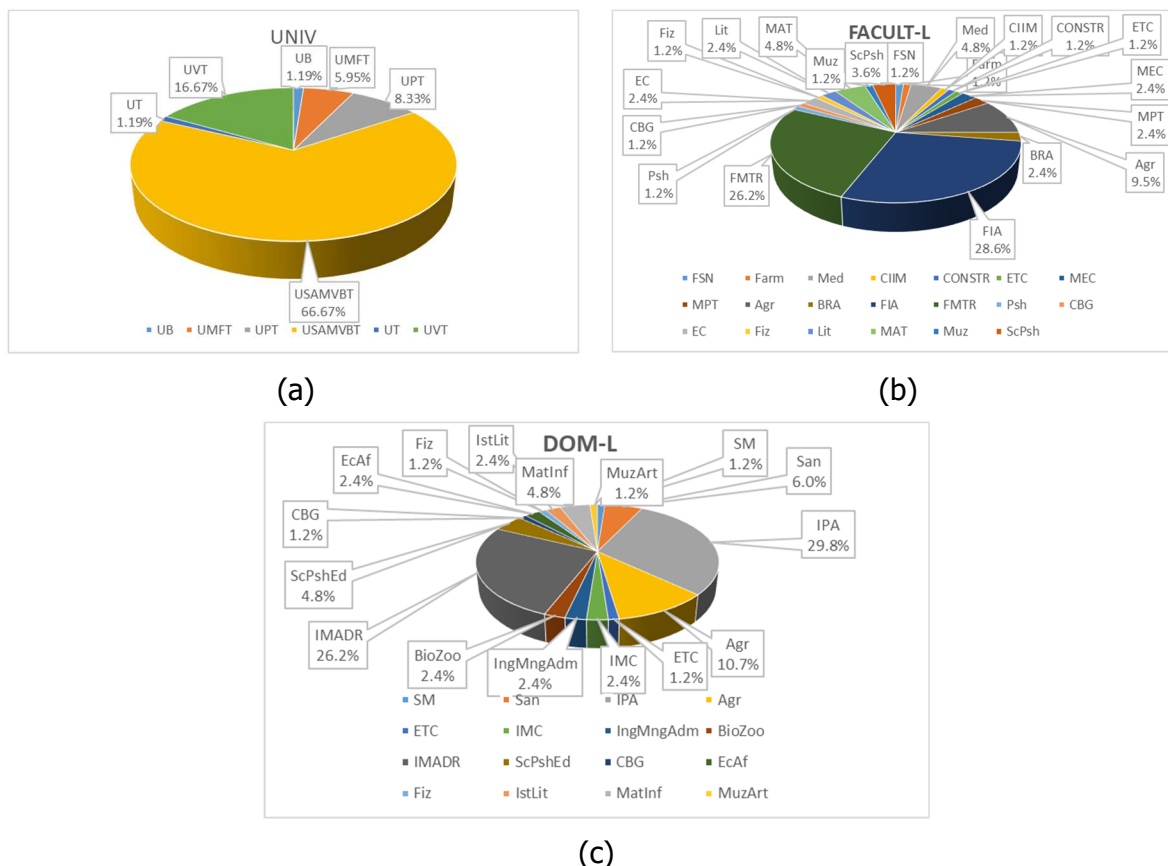 UNIV
UB
1.19%
UMFT
5.95%
UPT
8.33%
UVT
16.67%
UT
1.19%
USAMVBT
66.67%
UB UMFT UPT USAMVBT UT UVT
(a)
FACULT-L
Fiz
1.2%
Lit
2.4%
MAT
4.8%
Muz
1.2%
ScPsh
3.6%
FSN
1.2%
Med
4.8%
Farm
1.2%
CIIM
1.2%
CONSTR
1.2%
ETC
1.2%
MEC
2.4%
MPT
2.4%
Agr
9.5%
BRA
2.4%
FIA
28.6%
FMTR
26.2%
Psh
1.2%
CBG
1.2%
EC
2.4%
FSN Farm Med CIIM CONSTR ETC MEC
MPT Agr BRA FIA FMTR Psh CBG
EC Fiz Lit MAT Muz ScPsh
(b)
DOM-L
EcAf
2.4%
Fiz
1.2%
IstLit
2.4%
MatInf
4.8%
MuzArt
1.2%
SM
1.2%
San
6.0%
IPA
29.8%
Agr
10.7%
ETC
1.2%
IMC
2.4%
IngMngAdm
2.4%
BioZoo
2.4%
IMADR
26.2%
ScPshEd
4.8%
CBG
1.2%
SM San IPA Agr
ETC IMC IngMngAdm BioZoo
IMADR ScPshEd CBG EcAf
Fiz IstLit MatInf MuzArt
(c)